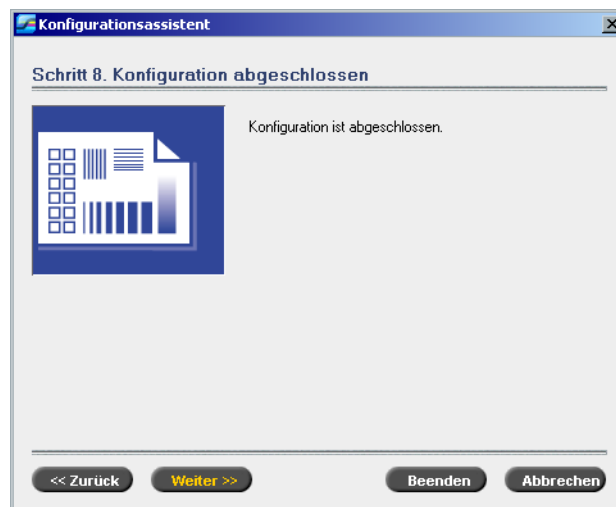 Konfigurationsassistent
Schritt 8. Konfiguration abgeschlossen
Konfiguration ist abgeschlossen.
<< Zurück Weiter >> Beenden Abbrechen